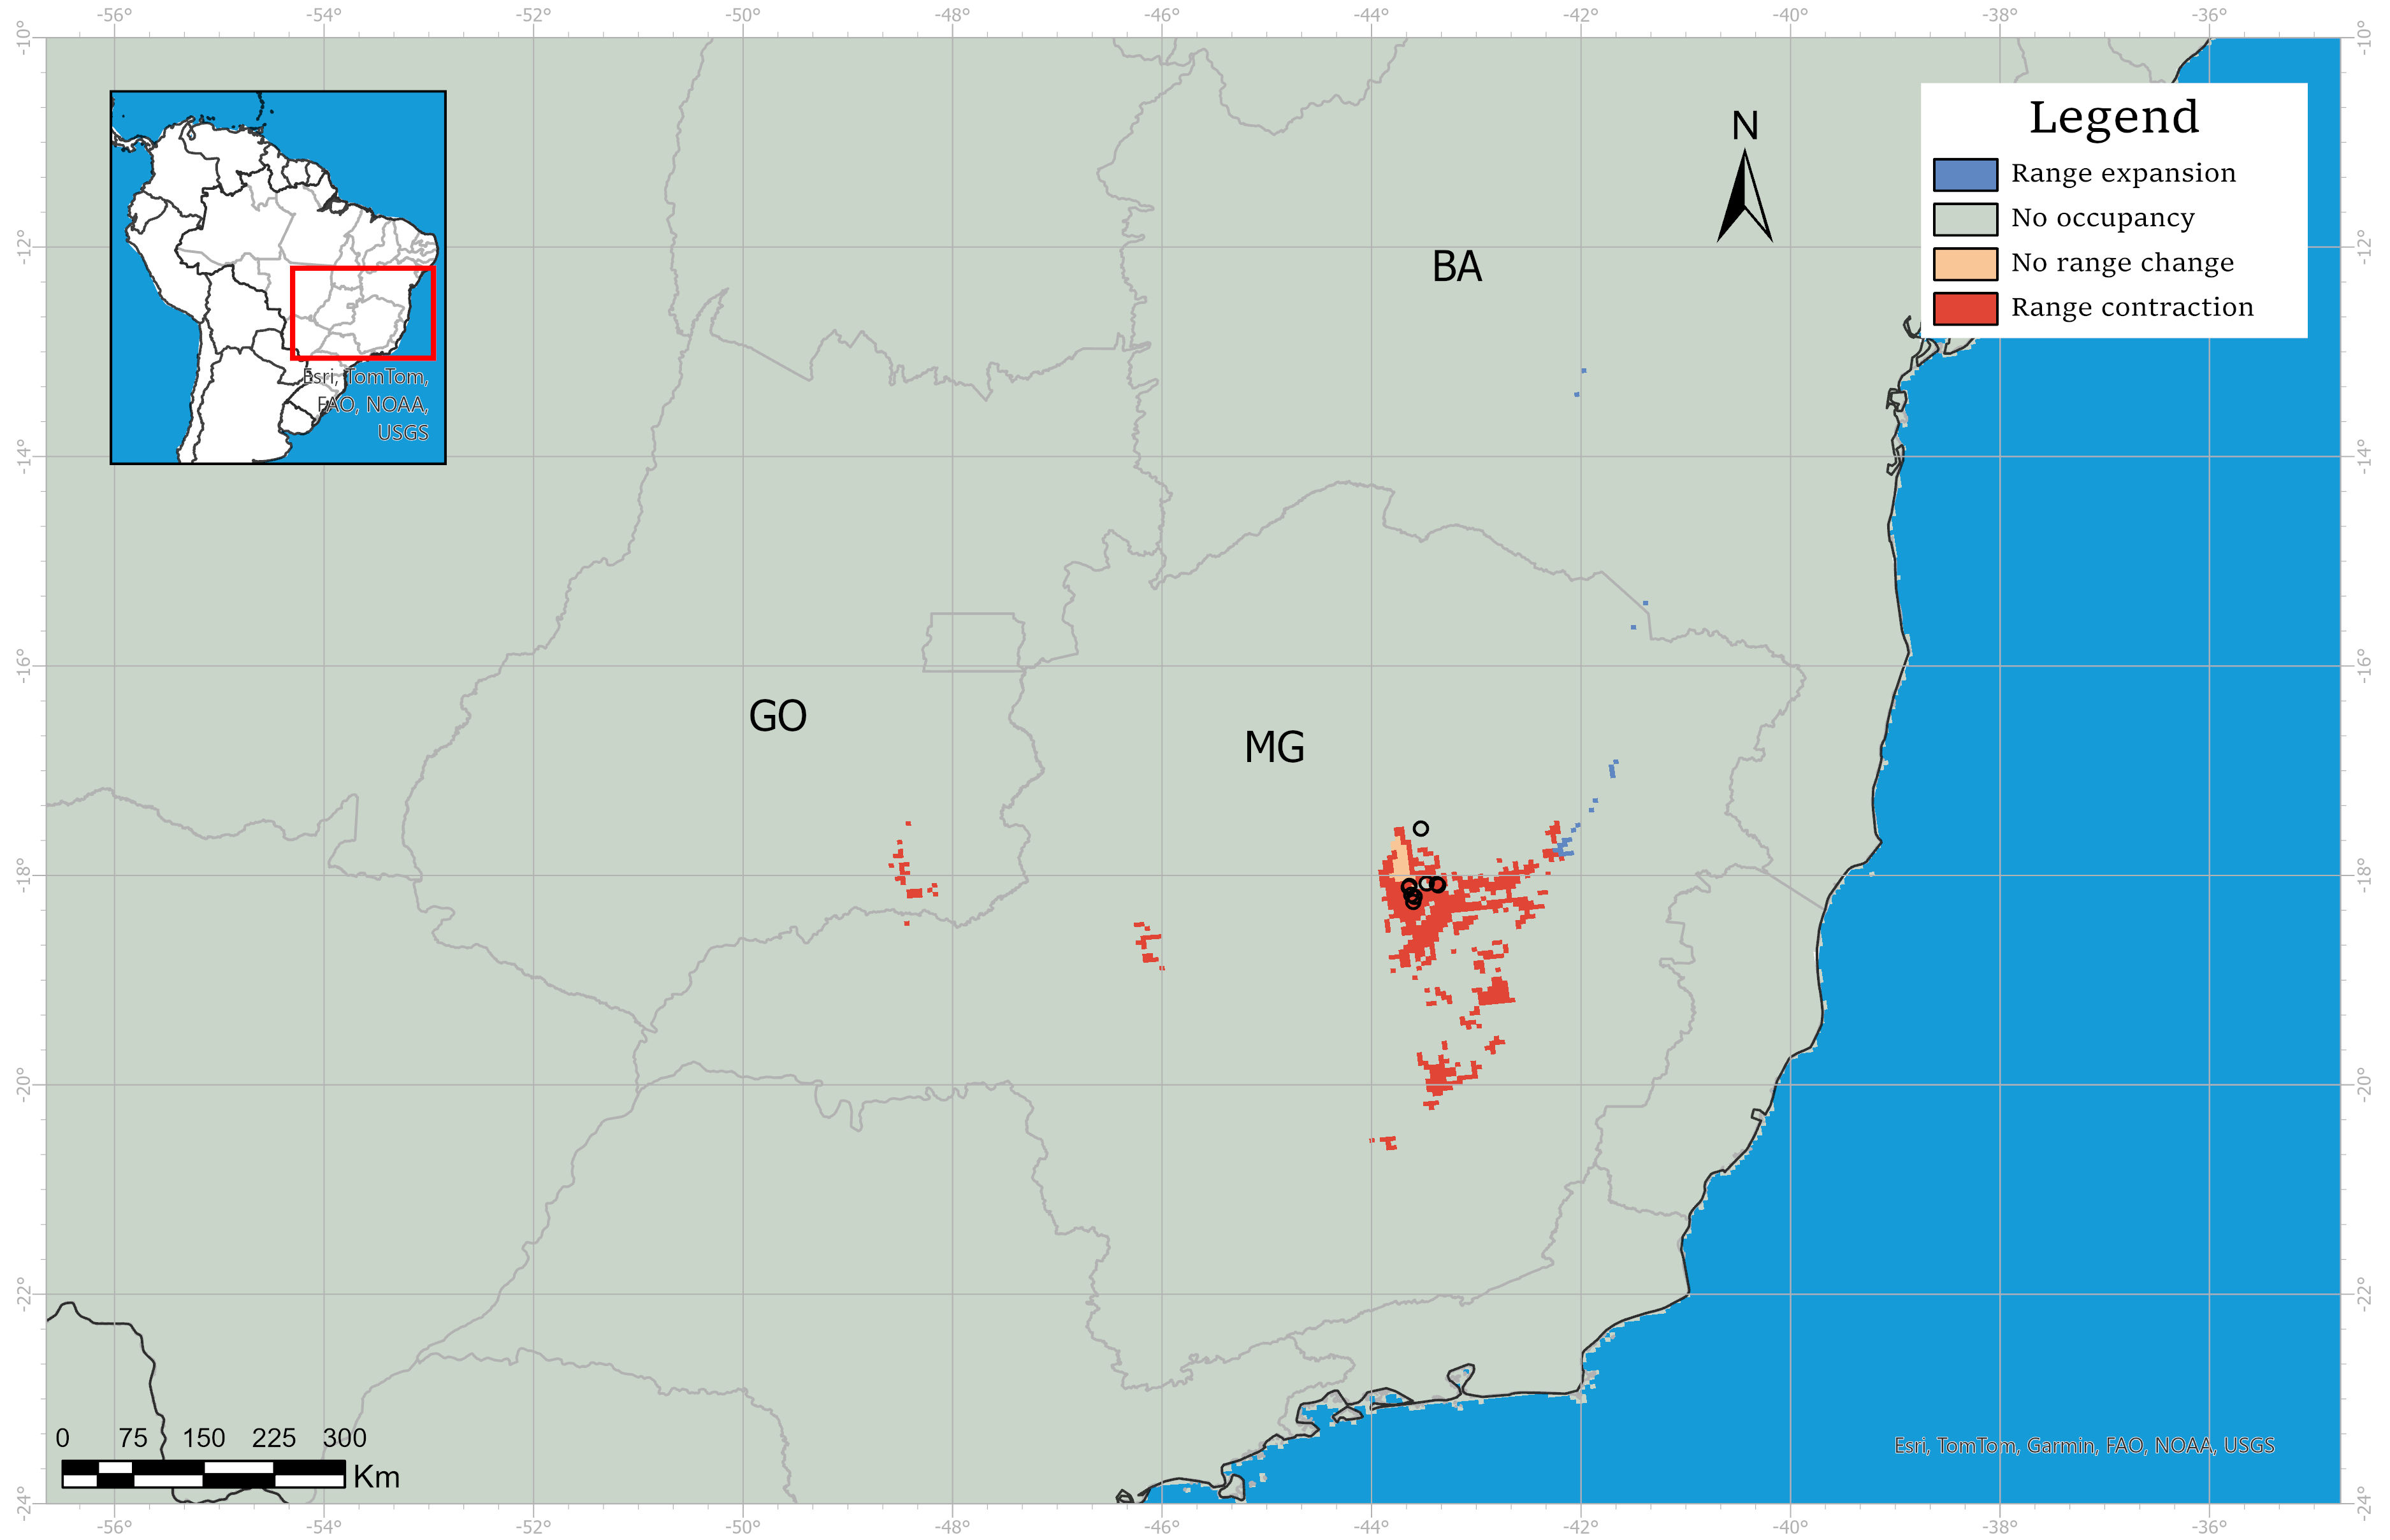 -56° -54° -52° -50° -48° -46° -44° -42° -40° -38° -36°
-10° -10°
Legend
N
Range expansion
No occupancy
-12° -12°
BA
No range change
Range contraction
Esri, TomTom,
FAO, NOAA,
USGS
-14° -14°
-16° -16°
GO
MG
-18° -18°
-20° -20°
-22° -22°
0 75 150 225 300
Km
Esri, TomTom, Garmin, FAO, NOAA, USGS
-24° -24°
-56° -54° -52° -50° -48° -46° -44° -42° -40° -38° -36°